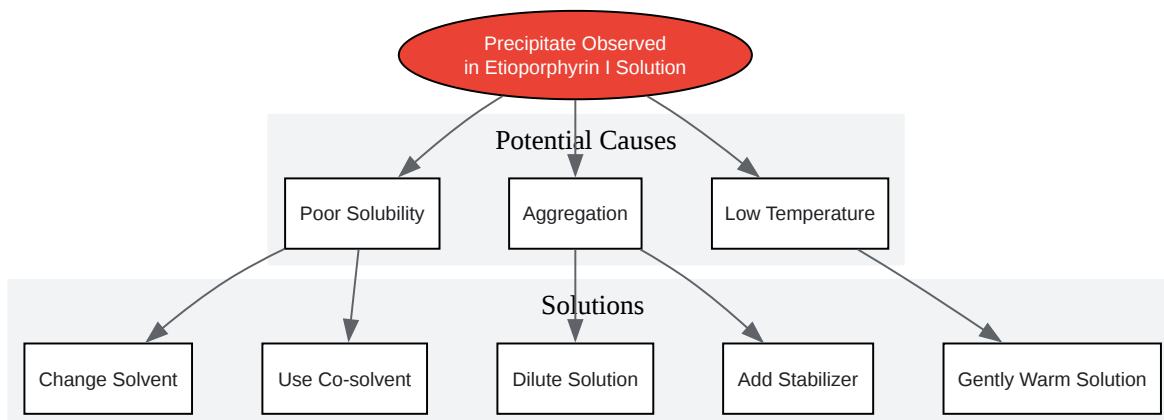 Precipitate Observed
in Etioporphyrin I Solution
Potential Causes
Poor Solubility
Aggregation
Low Temperature
Solutions
Change Solvent
Use Co-solvent
Dilute Solution
Add Stabilizer
Gently Warm Solution